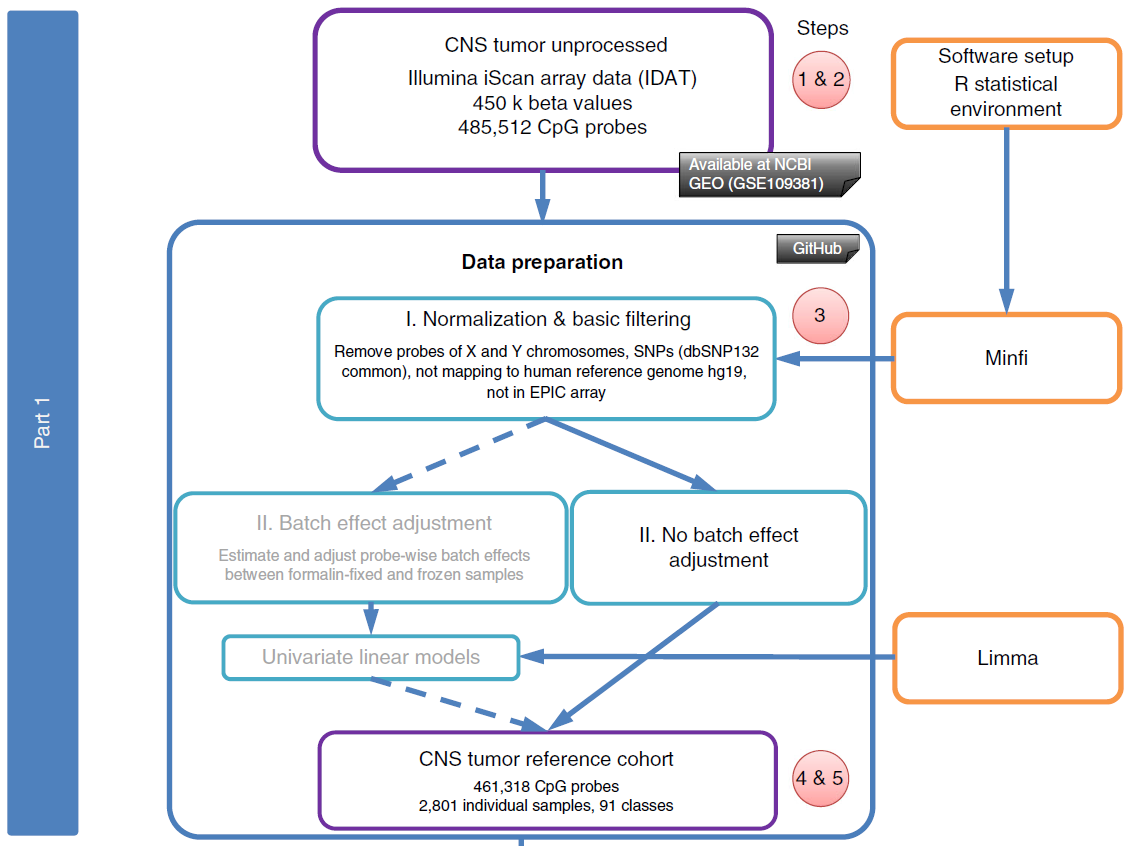 CNS tumor unprocessed
Illumina iScan array data (IDAT)
450 k beta values
485,512 CpG probes
Steps
1 & 2
Software setup
R statistical
environment
Available at NCBI
GEO (GSE109381)
GitHub
Data preparation
I. Normalization & basic filtering
Remove probes of X and Y chromosomes, SNPs (dbSNP132
common), not mapping to human reference genome hg19,
not in EPIC array
3
Minfi
Part 1
II. Batch effect adjustment
Estimate and adjust probe-wise batch effects
between formalin-fixed and frozen samples
II. No batch effect
adjustment
Univariate linear models
Limma
CNS tumor reference cohort
461,318 CpG probes
2,801 individual samples, 91 classes
4 & 5